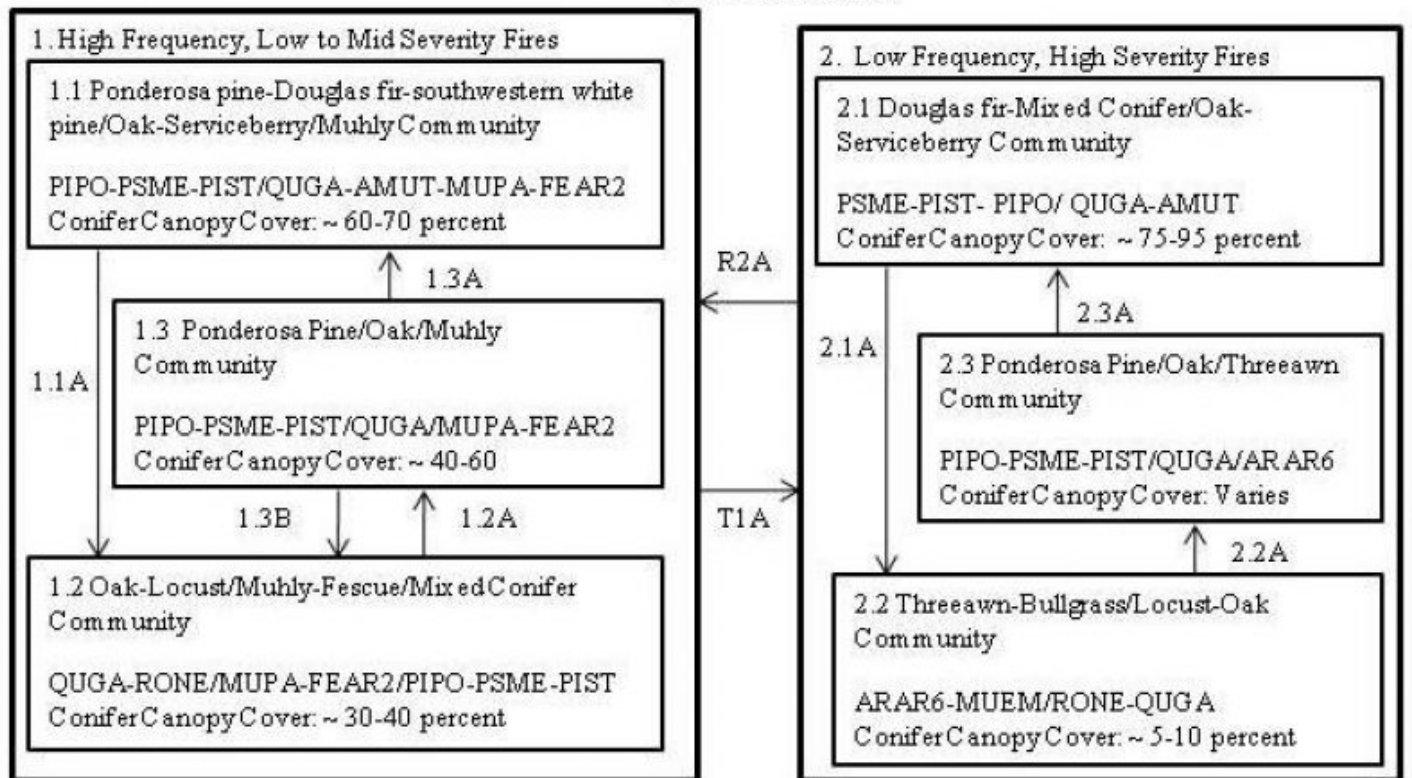 1. High Frequency, Low to Mid Severity Fires
1.1 Ponderosa pine-Douglas fir-southwestern white
pine/Oak-Serviceberry/Muhly Community
PIPO-PSME-PIST/QUGA-AMUT-MUPA-FEAR2
Conifer Canopy Cover: ~ 60-70 percent
1.3A
1.3 Ponderosa Pine/Oak/Muhly
Community
PIPO-PSME-PIST/QUGA/MUPA-FEAR2
Conifer Canopy Cover: ~ 40-60
1.1A
1.3B
1.2A
1.2 Oak-Locust/Muhly-Fescue/Mixed Conifer
Community
QUGA-RONE/MUPA-FEAR2/PIPO-PSME-PIST
Conifer Canopy Cover: ~ 30-40 percent
R2A
T1A
2. Low Frequency, High Severity Fires
2.1 Douglas fir-Mixed Conifer/Oak-
Serviceberry Community
PSME-PIST- PIPO/ QUGA-AMUT
Conifer Canopy Cover: ~ 75-95 percent
2.3A
2.1A
2.3 Ponderosa Pine/Oak/Threeawn
Community
PIPO-PSME-PIST/QUGA/ARAR6
Conifer Canopy Cover: Varies
2.2A
2.2 Threeawn-Bullgrass/Locust-Oak
Community
ARAR6-MUEM/RONE-QUGA
Conifer Canopy Cover: ~ 5-10 percent